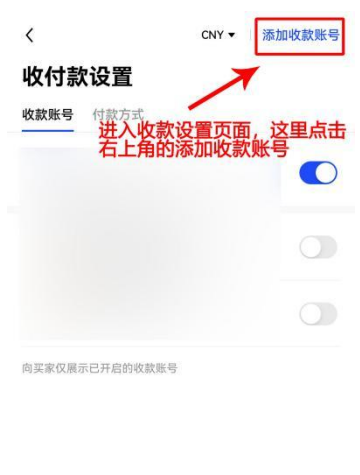 CNY ▼ 添加收款账号
收付款设置
收款账号 付款方式
进入收款设置页面，这里点击
右上角的添加收款账号
向买家仅展示已开启的收款账号